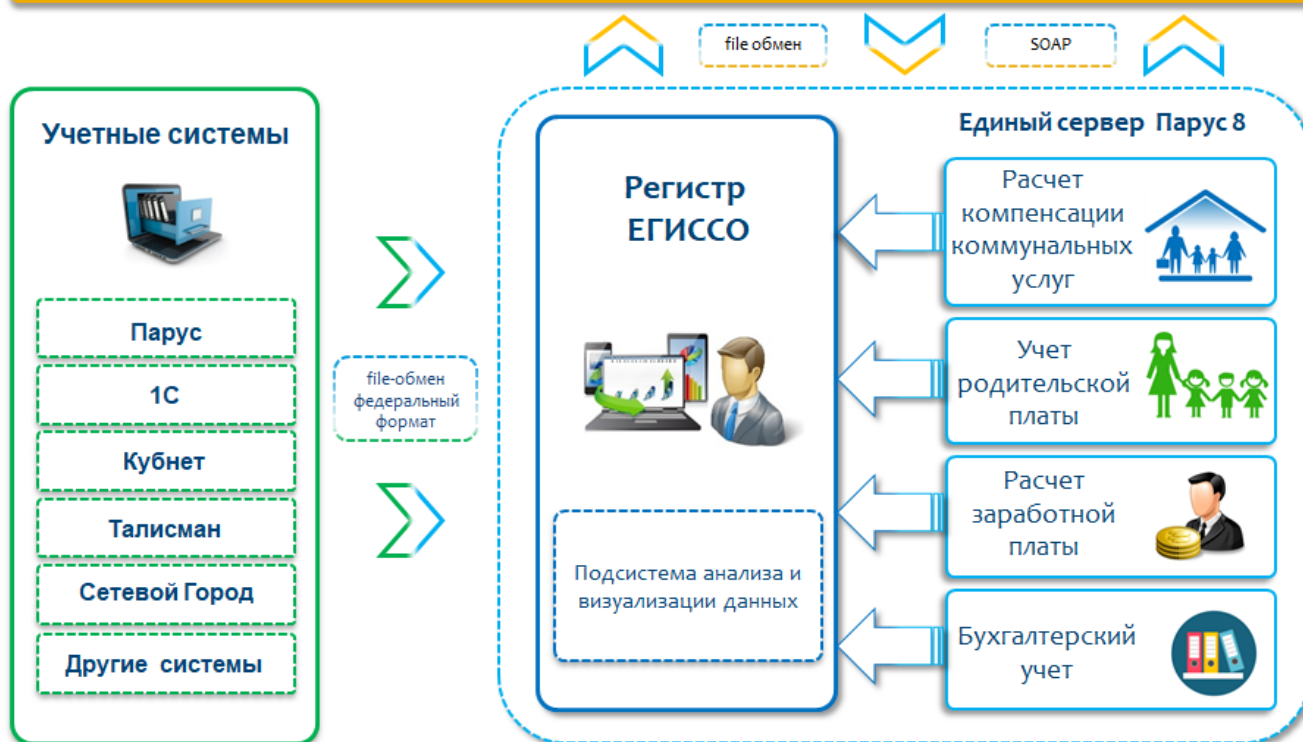 file обмен
SOAP
Учетные системы
Парус
1С
Кубнет
Талисман
Сетевой Город
Другие системы
file-обмен
федеральный
формат
Единый сервер Парус 8
Регистр
ЕГИССО
Подсистема анализа и
визуализации данных
Расчет
компенсации
коммунальных
услуг
Учет
родительской
платы
Расчет
заработной
платы
Бухгалтерский
учет